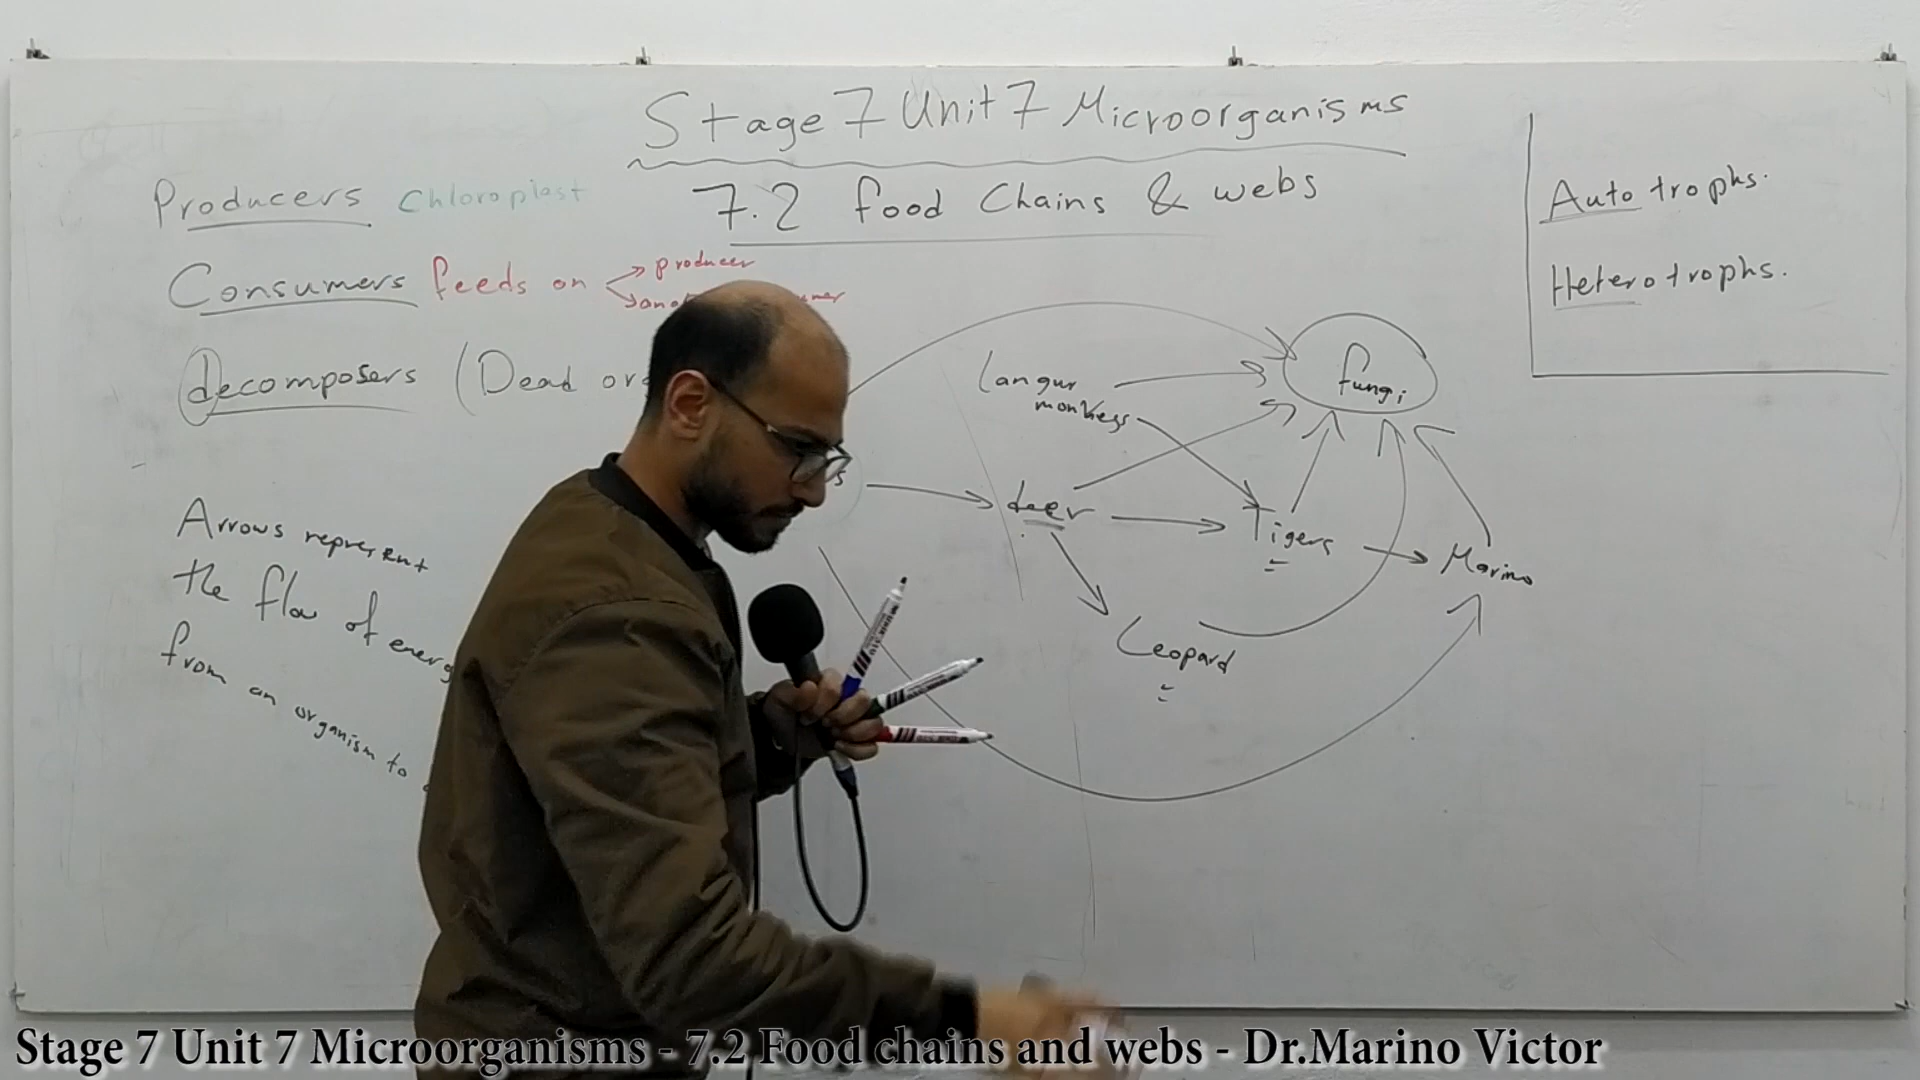 Stage 7 Unit 7 Microorganisms
7.2 food Chains & webs
Producers Chloroplast
Consumers feeds on
producer
decomposers (Dead
Arrows represent
the flow of
from an organism to
Langur
monkeys
deer
Tigers
Leopard
Marino
fungi
Autotrophs.
Heterotrophs.
Stage 7 Unit 7 Microorganisms - 7.2 Food chains and webs - Dr.Marino Victor